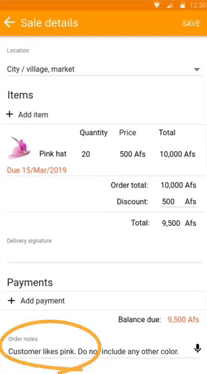 12:30
Sale details
SAVE
Location:
City / village, market
Items
+ Add item
Quantity Price Total
Pink hat 20 500 Afs 10,000 Afs
Due 15/Mar/2019
Order total: 10,000 Afs
Discount: 500 Afs
Total: 9,500 Afs
Delivery signature
Payments
+ Add payment
Balance due: 9,500 Afs
Order notes
Customer likes pink. Do not include any other color.